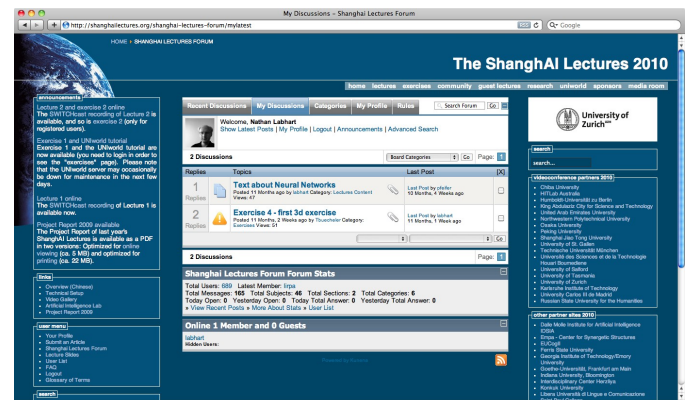 My Discussions – Shanghai Lectures Forum
http://shanghailectures.org/shanghai-lectures-forum/mylatest
RSS
Google
HOME › SHANGHAI LECTURES FORUM
The ShanghAI Lectures 2010
home lectures exercises community guest lectures research uniworld sponsors media room
announcements
Lecture 2 and exercise 2 online
The SWITCHcast recording of Lecture 2 is
available, and so is exercise 2 (only for
registered users).
Exercise 1 and UNIworld tutorial
Exercise 1 and the UNIworld tutorial are
now available (you need to login in order to
see the "exercises" page). Please note
that the UNIworld server may occasionally
be down for maintenance in the next few
days.
Lecture 1 online
The SWITCHcast recording of Lecture 1 is
available now.
Project Report 2009 available
The Project Report of last year's
ShanghAI Lectures is available as a PDF
in two versions: Optimized for online
viewing (ca. 5 MB) and optimized for
printing (ca. 22 MB).
links
Overview (Chinese)
Technical Setup
Video Gallery
Artificial Intelligence Lab
Project Report 2009
user menu
Your Profile
Submit an Article
Shanghai Lectures Forum
Lecture Slides
User List
FAQ
Logout
Glossary of Terms
search
Recent Discussions My Discussions Categories My Profile Rules
Search Forum Go
Welcome, Nathan Labhart
Show Latest Posts | My Profile | Logout | Announcements | Advanced Search
2 Discussions
Board Categories Go Page: 1
Replies Topics Last Post [X]
1 Replies
Text about Neural Networks
Posted 11 Months, 2 Weeks ago by labhart Category: Lectures Content
Views: 47
Last Post by pfeifer
10 Months, 4 Weeks ago
2 Replies
Exercise 4 - first 3d exercise
Posted 11 Months, 2 Weeks ago by Category:
Exercises Views: 51
Last Post by labhart
11 Months, 1 Week ago
Go
2 Discussions Page: 1
Shanghai Lectures Forum Forum Stats
Total Users: 689 Latest Member: lirpa
Total Messages: 165 Total Subjects: 46 Total Sections: 2 Total Categories: 6
Today Open: 0 Yesterday Open: 0 Today Total Answer: 0 Yesterday Total Answer: 0
» View Recent Posts » More About Stats » User List
Online 1 Member and 0 Guests
labhart
Hidden Users:
University of
Zurich
search
search...
videoconference partners 2010
Chiba University
HITLab Australia
Humboldt-Universität zu Berlin
King Abdulaziz City for Science and Technology
United Arab Emirates University
Northwestern Polytechnical University
Osaka University
Peking University
Shanghai Jiao Tong University
University of St. Gallen
Technische Universität München
Université des Sciences et de la Technologie
Houari Boumediene
University of Salford
University of Tasmania
University of Zurich
Karlsruhe Institute of Technology
University Carlos III de Madrid
Russian State University for the Humanities
other partner sites 2010
Dalle Molle Institute for Artificial Intelligence
IDSIA
Empa - Center for Synergetic Structures
EUCogII
Ferris State University
Georgia Institute of Technology/Emory
University
Goethe-Universität, Frankfurt am Main
Indiana University, Bloomington
Interdisciplinary Center Herzliya
Konkuk University
Libera Università di Lingue e Comunicazione